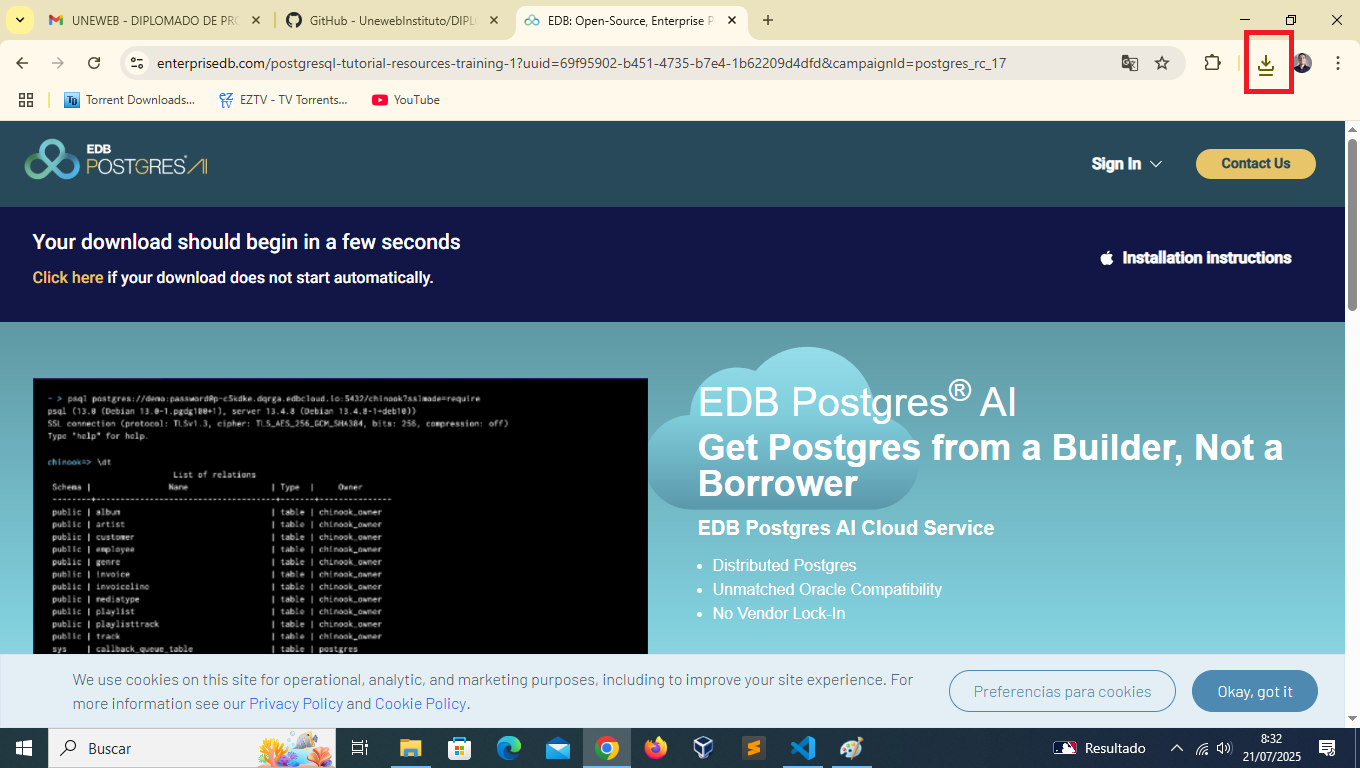 UNEWEB - DIPLOMADO DE PRO
GitHub - UnewebInstituto/DIPLO
EDB: Open-Source, Enterprise P
enterprisedb.com/postgresql-tutorial-resources-training-1?uuid=69f95902-b451-4735-b7e4-1b62209d4dfd&campaignId=postgres_rc_17
Torrent Downloads...
EZTV - TV Torrents...
YouTube
EDB
POSTGRES AI
Sign In
Contact Us
Your download should begin in a few seconds
Click here if your download does not start automatically.
Installation instructions
~ > psql postgres://demo:password@p-c5kdke.dqrga.edbcloud.io:5432/chinook?sslmode=require
psql (13.0 (Debian 13.0-1.pgdg100+1), server 13.4.8 (Debian 13.4.8-1+deb10))
SSL connection (protocol: TLSv1.3, cipher: TLS_AES_256_GCM_SHA384, bits: 256, compression: off)
Type "help" for help.
chinook=> \dt
List of relations
Schema | Name | Type | Owner
public | album | table | chinook_owner
public | artist | table | chinook_owner
public | customer | table | chinook_owner
public | employee | table | chinook_owner
public | genre | table | chinook_owner
public | invoice | table | chinook_owner
public | invoiceline | table | chinook_owner
public | mediatype | table | chinook_owner
public | playlist | table | chinook_owner
public | playlisttrack | table | chinook_owner
public | track | table | chinook_owner
sys | callback_queue_table | table | postgres
EDB Postgres® AI
Get Postgres from a Builder, Not a
Borrower
EDB Postgres AI Cloud Service
• Distributed Postgres
• Unmatched Oracle Compatibility
• No Vendor Lock-In
We use cookies on this site for operational, analytic, and marketing purposes, including to improve your site experience. For
more information see our Privacy Policy and Cookie Policy.
Preferencias para cookies
Okay, got it
Buscar
Resultado
8:32
21/07/2025